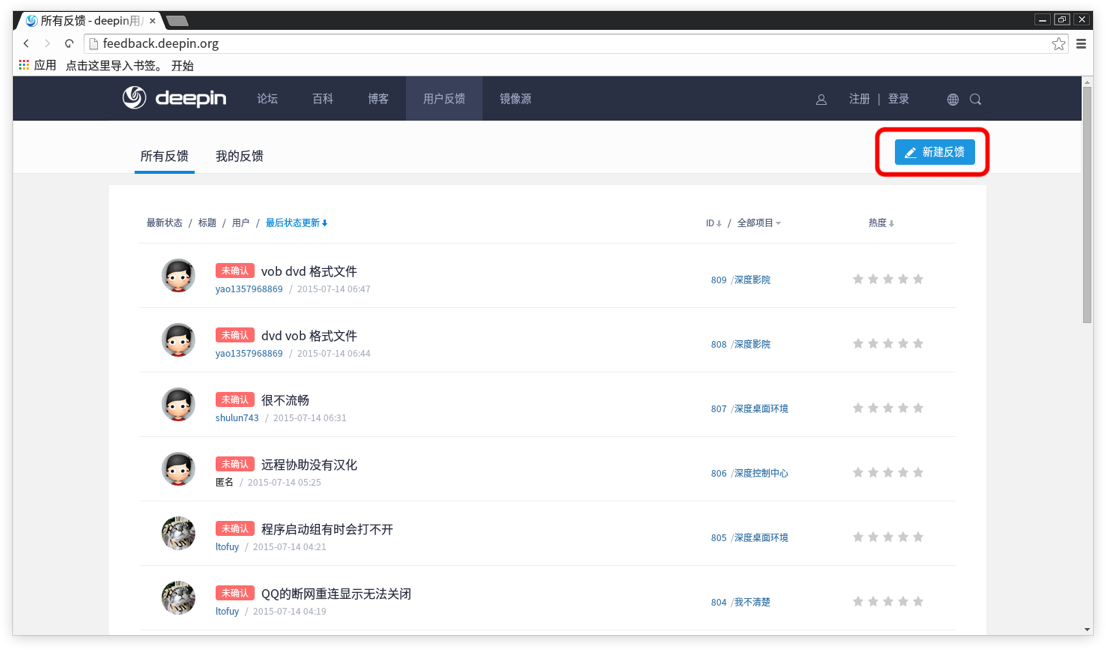 所有反馈 - deepin用户
feedback.deepin.org
应用 点击这里导入书签。 开始
deepin 论坛 百科 博客 用户反馈 镜像源 注册 | 登录
所有反馈 我的反馈 新建反馈
最新状态 / 标题 / 用户 / 最后状态更新 ID / 全部项目 热度
未确认 vob dvd 格式文件
yao1357968869 / 2015-07-14 06:47
809 /深度影院
未确认 dvd vob 格式文件
yao1357968869 / 2015-07-14 06:44
808 /深度影院
未确认 很不流畅
shulun743 / 2015-07-14 06:31
807 /深度桌面环境
未确认 远程协助没有汉化
匿名 / 2015-07-14 05:25
806 /深度控制中心
未确认 程序启动组有时会打不开
ltofuy / 2015-07-14 04:21
805 /深度桌面环境
未确认 QQ的断网重连显示无法关闭
ltofuy / 2015-07-14 04:19
804 /我不清楚